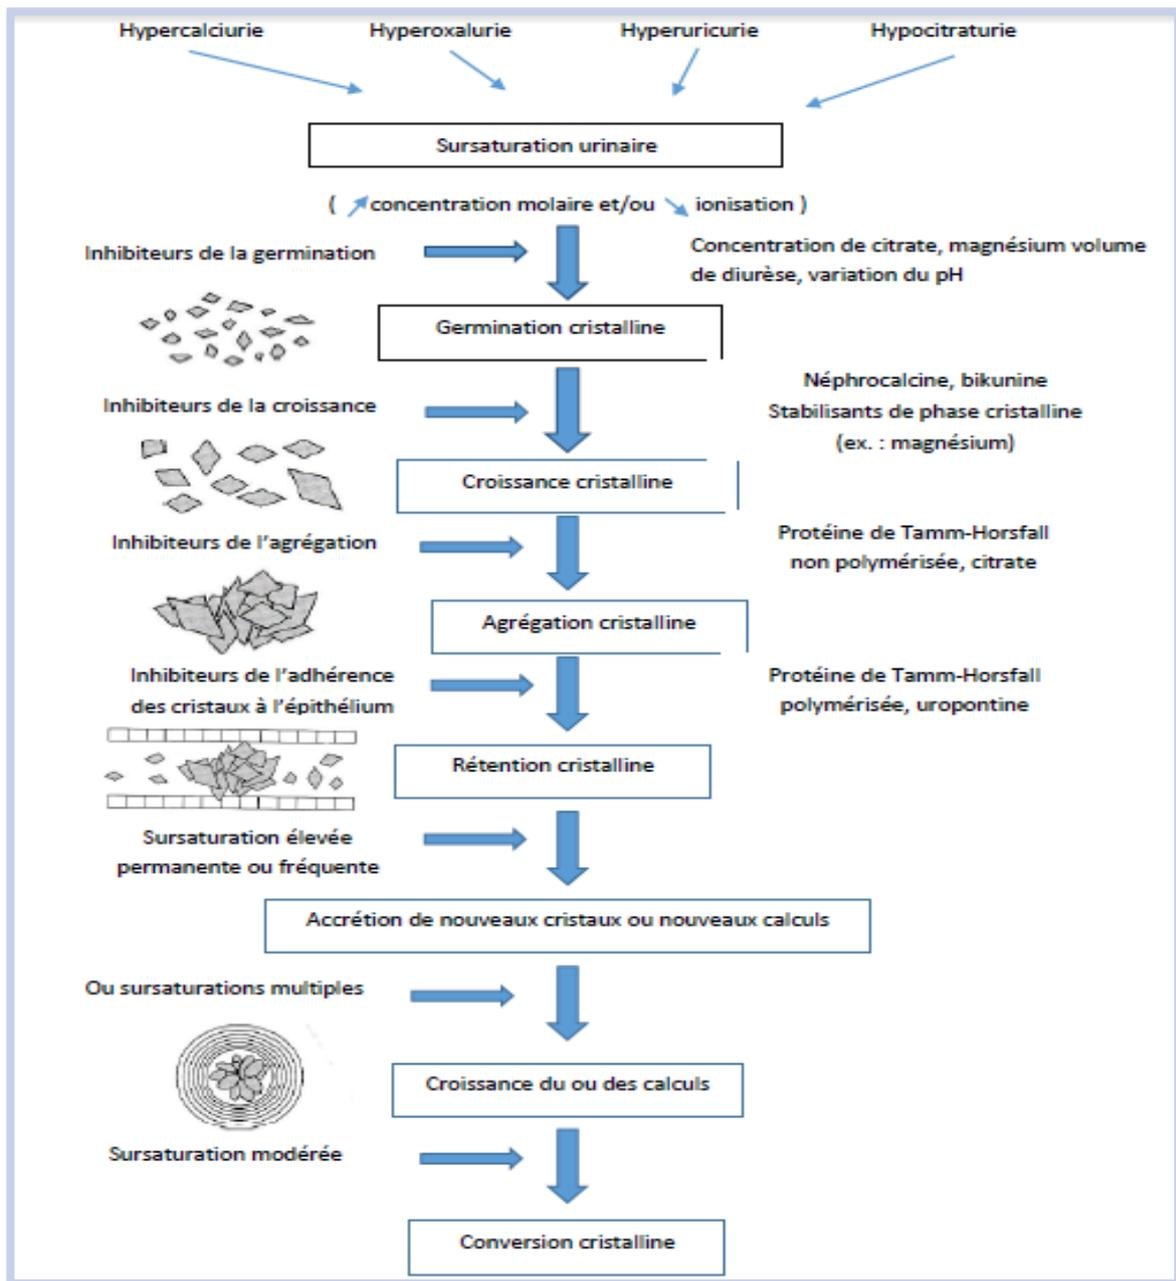 Hypercalciurie Hyperoxalurie Hyperuricurie Hypocitraturie
Sursaturation urinaire
( ↗ concentration molaire et/ou ↘ ionisation )
Inhibiteurs de la germination
Concentration de citrate, magnésium volume
de diurèse, variation du pH
Germination cristalline
Néphrocalcine, bikunine
Stabilisants de phase cristalline
(ex. : magnésium)
Inhibiteurs de la croissance
Croissance cristalline
Inhibiteurs de l'agrégation
Protéine de Tamm-Horsfall
non polymérisée, citrate
Agrégation cristalline
Inhibiteurs de l'adhérence
des cristaux à l'épithélium
Protéine de Tamm-Horsfall
polymérisée, uropontine
Rétention cristalline
Sursaturation élevée
permanente ou fréquente
Accrétion de nouveaux cristaux ou nouveaux calculs
Ou sursaturations multiples
Croissance du ou des calculs
Sursaturation modérée
Conversion cristalline